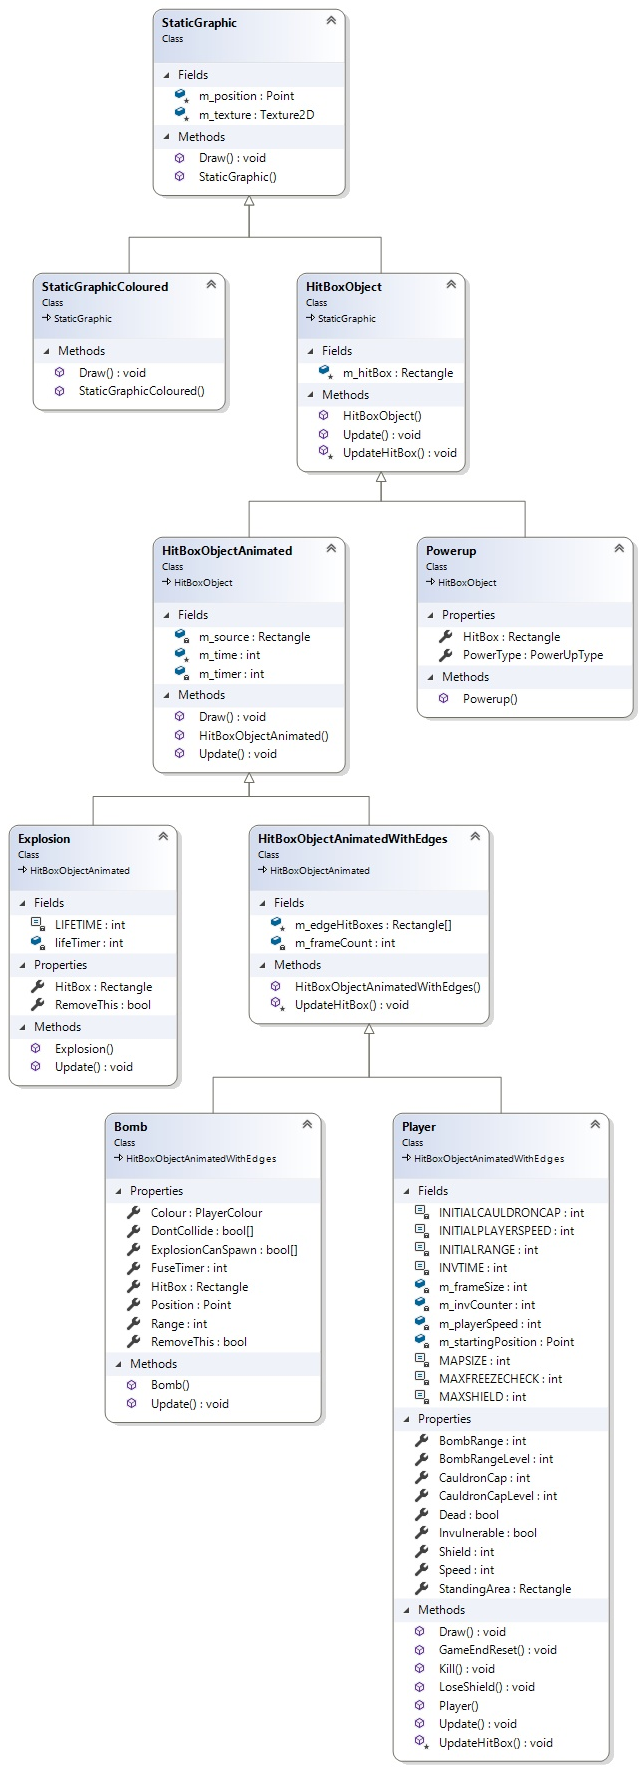 StaticGraphic
Class
Fields
m_position : Point
m_texture : Texture2D
Methods
Draw() : void
StaticGraphic()
StaticGraphicColoured
Class
StaticGraphic
Methods
Draw() : void
StaticGraphicColoured()
HitBoxObject
Class
StaticGraphic
Fields
m_hitBox : Rectangle
Methods
HitBoxObject()
Update() : void
UpdateHitBox() : void
HitBoxObjectAnimated
Class
HitBoxObject
Fields
m_source : Rectangle
m_time : int
m_timer : int
Methods
Draw() : void
HitBoxObjectAnimated()
Update() : void
Powerup
Class
HitBoxObject
Properties
HitBox : Rectangle
PowerType : PowerUpType
Methods
Powerup()
Explosion
Class
HitBoxObjectAnimated
Fields
LIFETIME : int
lifeTimer : int
Properties
HitBox : Rectangle
RemoveThis : bool
Methods
Explosion()
Update() : void
HitBoxObjectAnimatedWithEdges
Class
HitBoxObjectAnimated
Fields
m_edgeHitBoxes : Rectangle[]
m_frameCount : int
Methods
HitBoxObjectAnimatedWithEdges()
UpdateHitBox() : void
Bomb
Class
HitBoxObjectAnimatedWithEdges
Properties
Colour : PlayerColour
DontCollide : bool[]
ExplosionCanSpawn : bool[]
FuseTimer : int
HitBox : Rectangle
Position : Point
Range : int
RemoveThis : bool
Methods
Bomb()
Update() : void
Player
Class
HitBoxObjectAnimatedWithEdges
Fields
INITIALCAULDRONCAP : int
INITIALPLAYERSPEED : int
INITIALRANGE : int
INVTIME : int
m_frameSize : int
m_invCounter : int
m_playerSpeed : int
m_startingPosition : Point
MAPSIZE : int
MAXFREEZECHECK : int
MAXSHIELD : int
Properties
BombRange : int
BombRangeLevel : int
CauldronCap : int
CauldronCapLevel : int
Dead : bool
Invulnerable : bool
Shield : int
Speed : int
StandingArea : Rectangle
Methods
Draw() : void
GameEndReset() : void
Kill() : void
LoseShield() : void
Player()
Update() : void
UpdateHitBox() : void